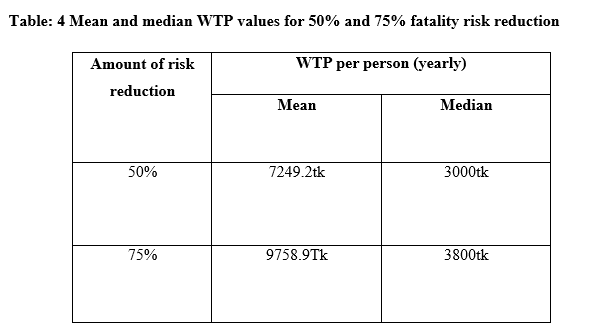 Table: 4 Mean and median WTP values for 50% and 75% fatality risk reduction
Amount of risk
reduction
WTP per person (yearly)
Mean
Median
50%
7249.2tk
3000tk
75%
9758.9Tk
3800tk